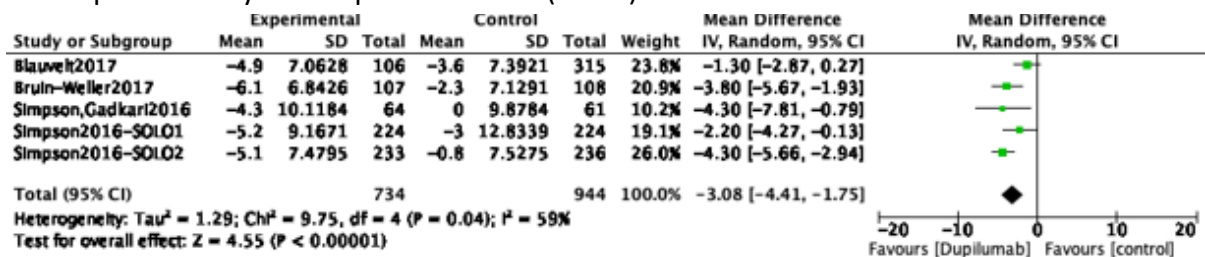 Experimental Control Mean Difference Mean Difference
Study or Subgroup Mean SD Total Mean SD Total Weight IV, Random, 95% CI IV, Random, 95% CI
Blauvelt2017 −4.9 7.0628 106 −3.6 7.3921 315 23.8% −1.30 [−2.87, 0.27]
Bruin-Weller2017 −6.1 6.8426 107 −2.3 7.1291 108 20.9% −3.80 [−5.67, −1.93]
Simpson,Gadkari2016 −4.3 10.1184 64 0 9.8784 61 10.2% −4.30 [−7.81, −0.79]
Simpson2016-SOLO1 −5.2 9.1671 224 −3 12.8339 224 19.1% −2.20 [−4.27, −0.13]
Simpson2016-SOLO2 −5.1 7.4795 233 −0.8 7.5275 236 26.0% −4.30 [−5.66, −2.94]
Total (95% CI) 734 944 100.0% −3.08 [−4.41, −1.75]
Heterogeneity: Tau² = 1.29; Chi² = 9.75, df = 4 (P = 0.04); I² = 59%
Test for overall effect: Z = 4.55 (P < 0.00001)
−20 −10 0 10 20
Favours [Dupilumab] Favours [control]